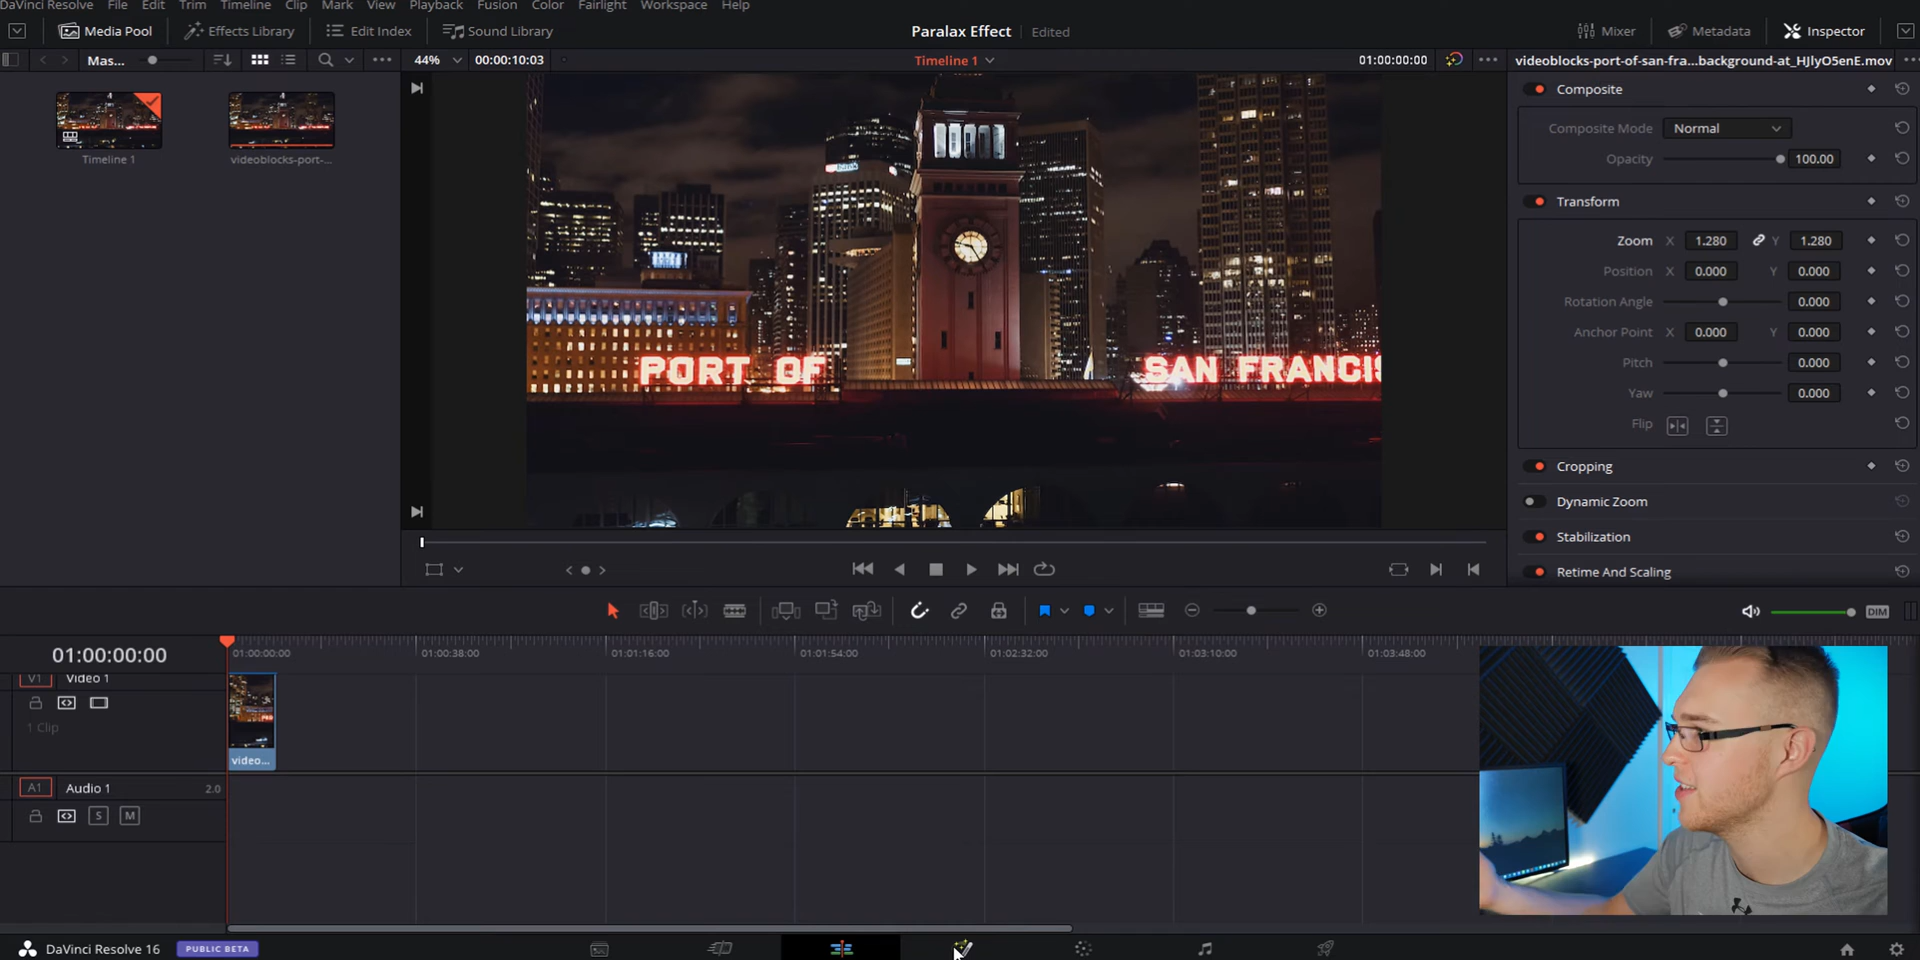 DaVinci Resolve File Edit Trim Timeline Clip Mark View Playback Fusion Color Fairlight Workspace Help
Media Pool Effects Library Edit Index Sound Library Paralax Effect Edited Mixer Metadata Inspector
Mas... 44% 00:00:10:03 Timeline 1 01:00:00:00 videoblocks-port-of-san-fra...background-at_HJlyO5enE.mov
Timeline 1
videoblocks-port-...
PORT OF
SAN FRANCIS
Composite
Composite Mode Normal
Opacity 100.00
Transform
Zoom X 1.280 Y 1.280
Position X 0.000 Y 0.000
Rotation Angle 0.000
Anchor Point X 0.000 Y 0.000
Pitch 0.000
Yaw 0.000
Flip
Cropping
Dynamic Zoom
Stabilization
Retime And Scaling
DIM
01:00:00:00
01:00:00:00 01:00:38:00 01:01:16:00 01:01:54:00 01:02:32:00 01:03:10:00 01:03:48:00
V1 Video 1
1 Clip
video...
A1 Audio 1 2.0
S M
DaVinci Resolve 16 PUBLIC BETA